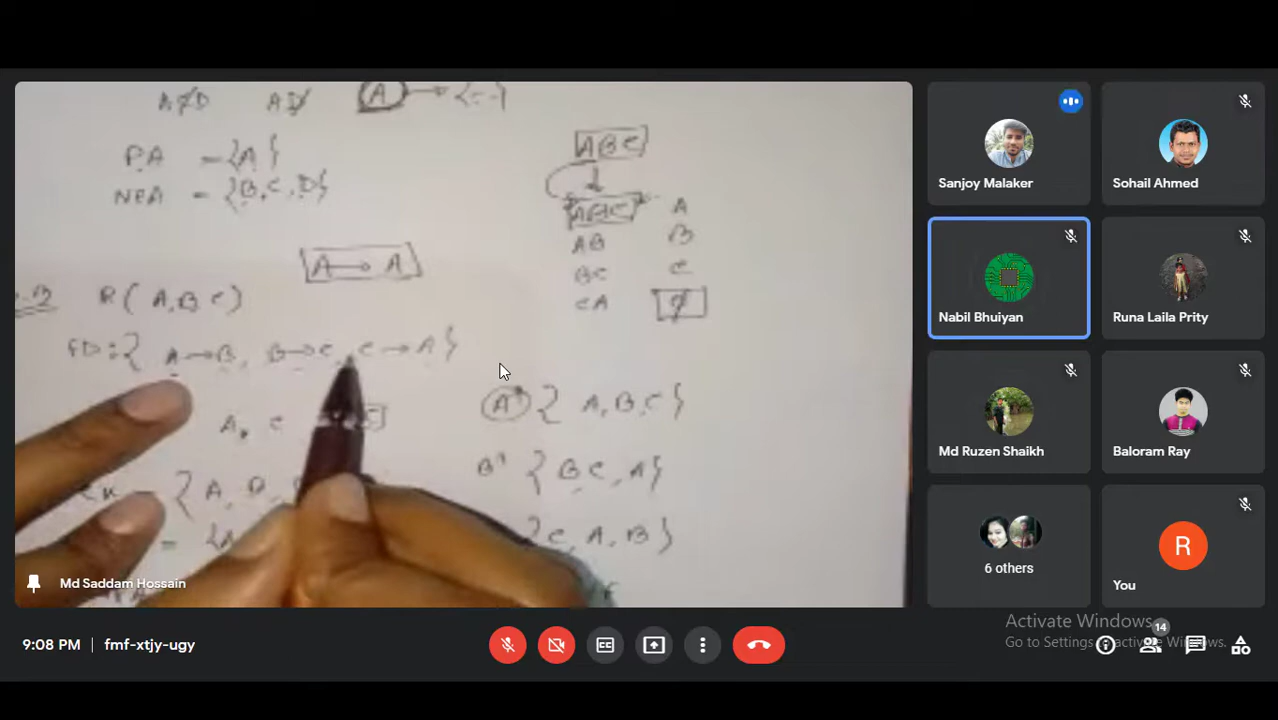 PA = {A}
NPA = {B, C, D}
A → A
R ( A, B C )
FD: { A → B, B → C, C → A }
A, C
ABC
ABC A
AB B
BC C
CA φ
A+ { A, B, C }
B+ { B C, A }
{ C, A, B }
Md Saddam Hossain
Sanjoy Malaker
Sohail Ahmed
Nabil Bhuiyan
Runa Laila Prity
Md Ruzen Shaikh
Baloram Ray
6 others
R
You
Activate Windows
Go to Settings to activate Windows.
9:08 PM | fmf-xtjy-ugy
14